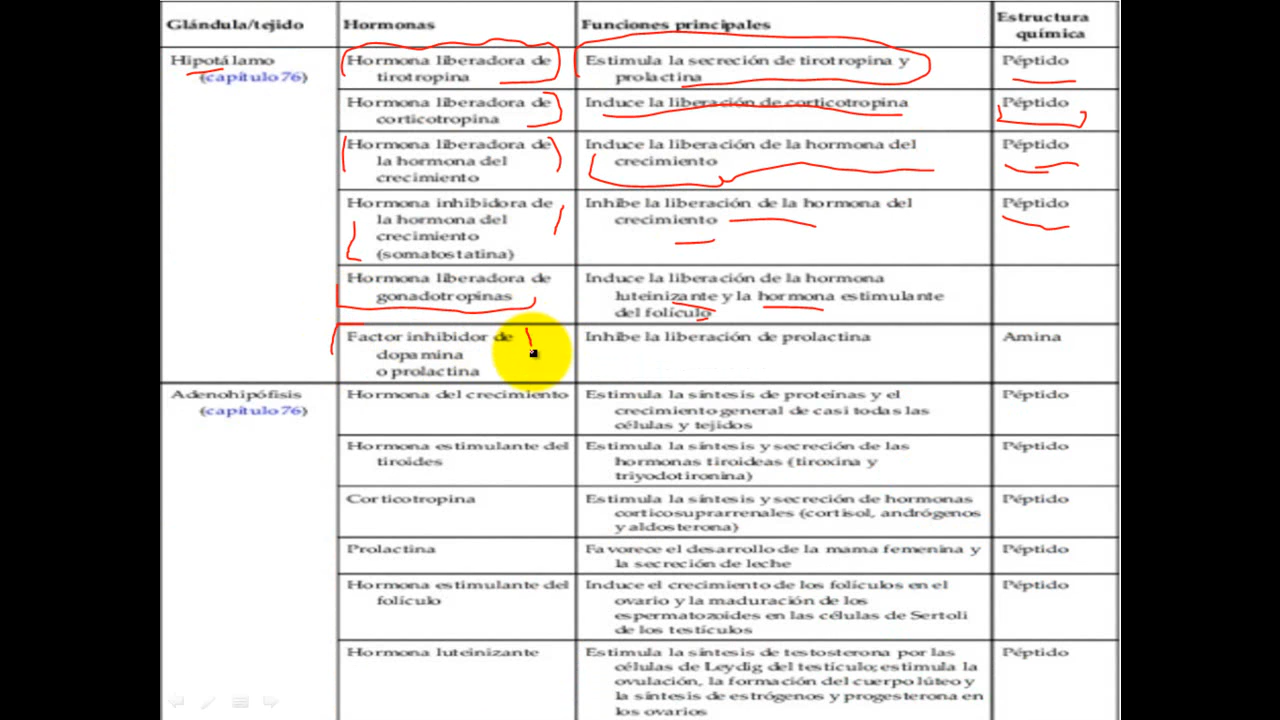 Glándula/tejido Hormonas Funciones principales Estructura
química
Hipotálamo Hormona liberadora de Estimula la secreción de tirotropina y Péptido
(capítulo 76) tirotropina prolactina
Hormona liberadora de Induce la liberación de corticotropina Péptido
corticotropina
Hormona liberadora de Induce la liberación de la hormona del Péptido
la hormona del crecimiento
crecimiento
Hormona inhibidora de Inhibe la liberación de la hormona del Péptido
la hormona del crecimiento
crecimiento
(somatostatina)
Hormona liberadora de Induce la liberación de la hormona
gonadotropinas luteinizante y la hormona estimulante
del folículo
Factor inhibidor de Inhibe la liberación de prolactina Amina
dopamina
o prolactina
Adenohipófisis Hormona del crecimiento Estimula la síntesis de proteínas y el Péptido
(capítulo 76) crecimiento general de casi todas las
células y tejidos
Hormona estimulante del Estimula la síntesis y secreción de las Péptido
tiroides hormonas tiroideas (tiroxina y
triyodotironina)
Corticotropina Estimula la síntesis y secreción de hormonas Péptido
corticosuprarrenales (cortisol, andrógenos
y aldosterona)
Prolactina Favorece el desarrollo de la mama femenina y Péptido
la secreción de leche
Hormona estimulante del Induce el crecimiento de los folículos en el Péptido
folículo ovario y la maduración de los
espermatozoides en las células de Sertoli
de los testículos
Hormona luteinizante Estimula la síntesis de testosterona por las Péptido
células de Leydig del testículo; estimula la
ovulación, la formación del cuerpo lúteo y
la síntesis de estrógenos y progesterona en
los ovarios